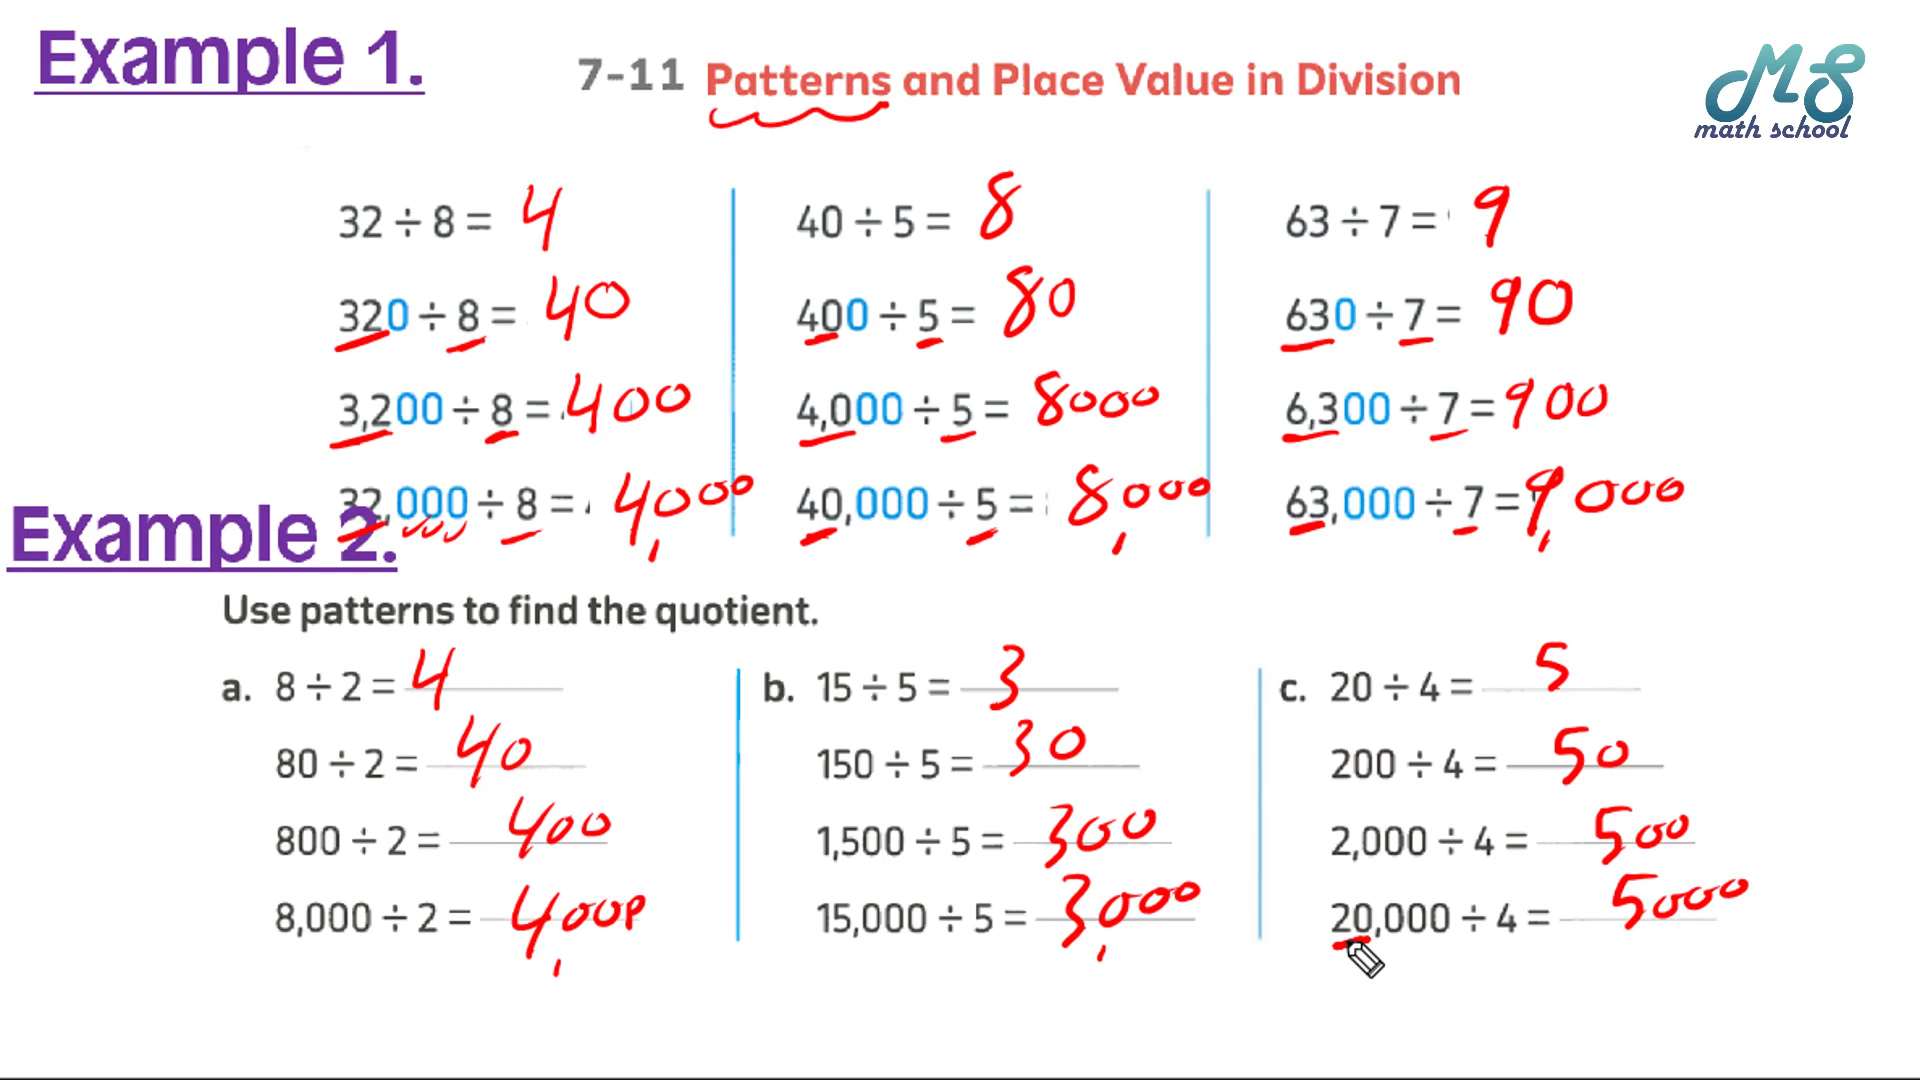 Example 1.
7-11 Patterns and Place Value in Division
MS
math school
32 ÷ 8 = 4
320 ÷ 8 = 40
3,200 ÷ 8 = 400
32,000 ÷ 8 = 4,000
40 ÷ 5 = 8
400 ÷ 5 = 80
4,000 ÷ 5 = 8000
40,000 ÷ 5 = 8,000
63 ÷ 7 = 9
630 ÷ 7 = 90
6,300 ÷ 7 = 900
63,000 ÷ 7 = 9,000
Example 2.
Use patterns to find the quotient.
a. 8 ÷ 2 = 4
80 ÷ 2 = 40
800 ÷ 2 = 400
8,000 ÷ 2 = 4,000
b. 15 ÷ 5 = 3
150 ÷ 5 = 30
1,500 ÷ 5 = 300
15,000 ÷ 5 = 3,000
c. 20 ÷ 4 = 5
200 ÷ 4 = 50
2,000 ÷ 4 = 500
20,000 ÷ 4 = 5000